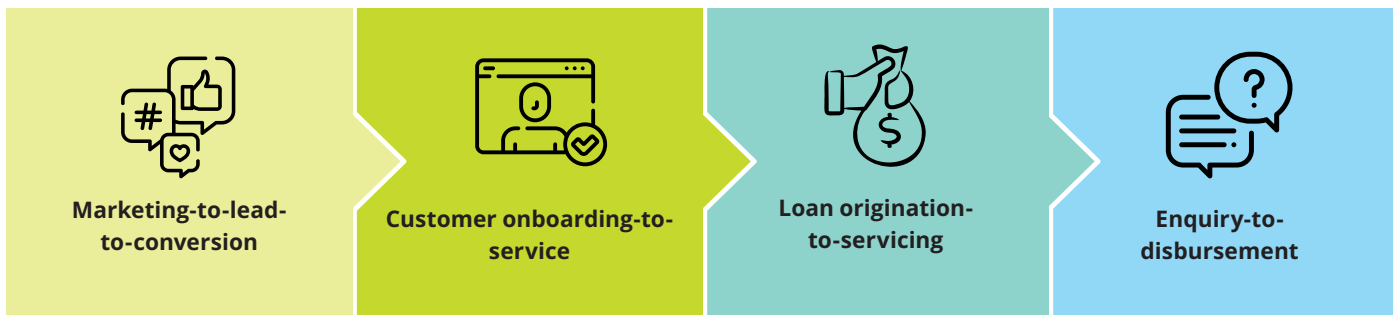 Marketing-to-lead-
to-conversion
Customer onboarding-to-
service
Loan origination-
to-servicing
Enquiry-to-
disbursement
#
$
?